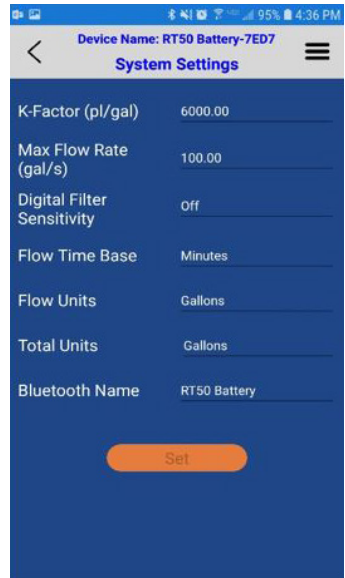 95% 4:36 PM
Device Name: RT50 Battery-7ED7
System Settings
K-Factor (pl/gal) 6000.00
Max Flow Rate
(gal/s) 100.00
Digital Filter
Sensitivity Off
Flow Time Base Minutes
Flow Units Gallons
Total Units Gallons
Bluetooth Name RT50 Battery
Set